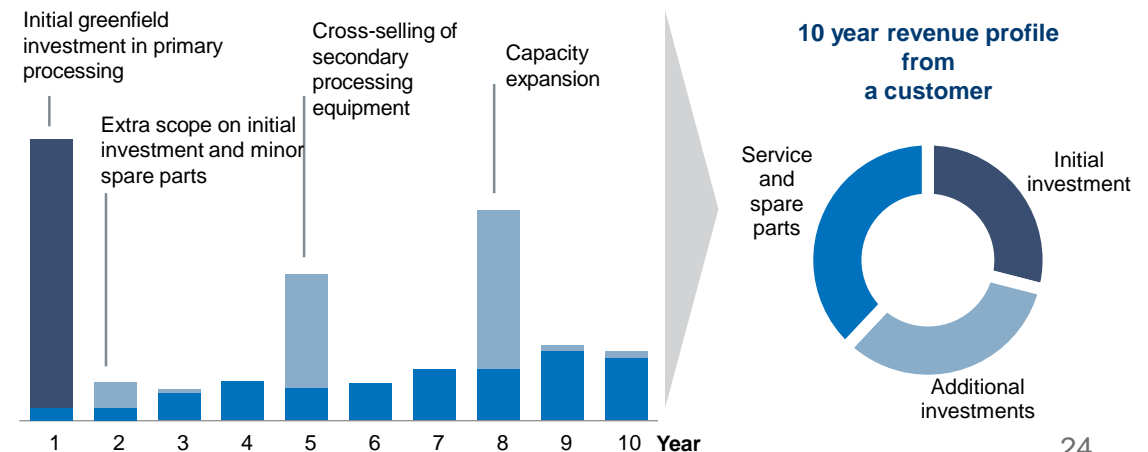 Initial greenfield
investment in primary
processing
Extra scope on initial
investment and minor
spare parts
Cross-selling of
secondary
processing
equipment
Capacity
expansion
1 2 3 4 5 6 7 8 9 10 Year
10 year revenue profile
from
a customer
Service
and
spare
parts
Initial
investment
Additional
investments
24